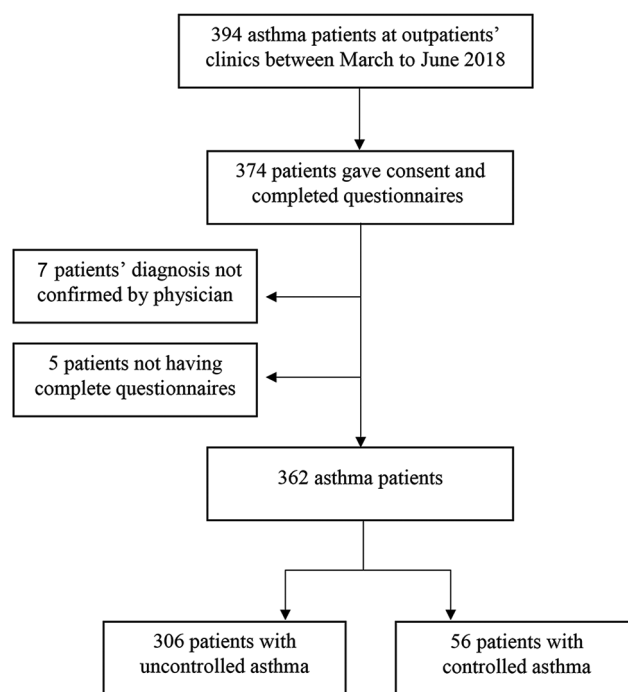 394 asthma patients at outpatients’
clinics between March to June 2018
374 patients gave consent and
completed questionnaires
7 patients’ diagnosis not
confirmed by physician
5 patients not having
complete questionnaires
362 asthma patients
306 patients with
uncontrolled asthma
56 patients with
controlled asthma